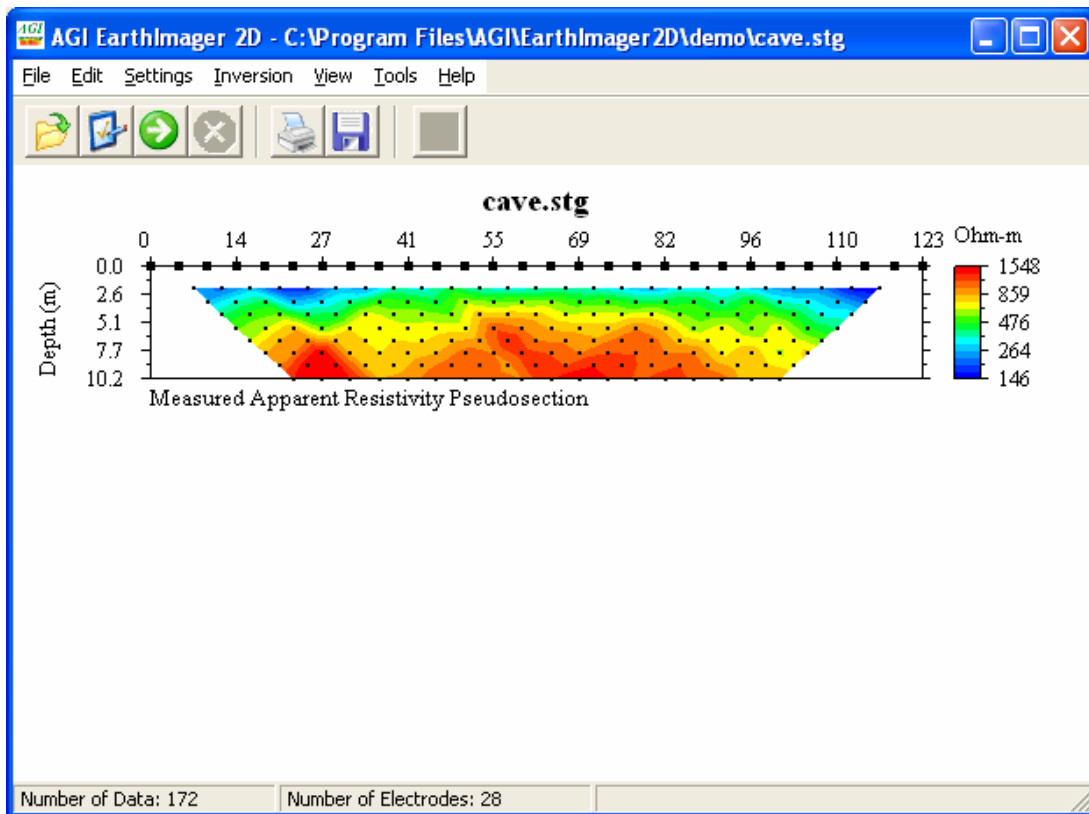 AGI AGI EarthImager 2D - C:\Program Files\AGI\EarthImager2D\demo\cave.stg
File Edit Settings Inversion View Tools Help
cave.stg
0 14 27 41 55 69 82 96 110 123 Ohm-m
0.0 1548
2.6 859
5.1 476
7.7 264
10.2 146
Depth (m)
Measured Apparent Resistivity Pseudosection
Number of Data: 172 Number of Electrodes: 28